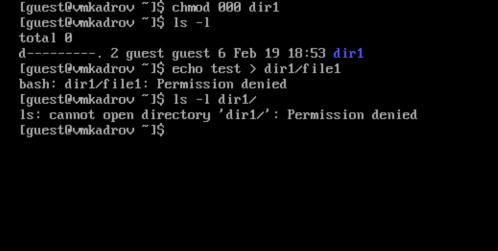 [guest@vmkadrov ~]$ chmod 000 dir1
[guest@vmkadrov ~]$ ls -l
total 0
d---------. 2 guest guest 6 Feb 19 18:53 dir1
[guest@vmkadrov ~]$ echo test > dir1/file1
bash: dir1/file1: Permission denied
[guest@vmkadrov ~]$ ls -l dir1/
ls: cannot open directory 'dir1/': Permission denied
[guest@vmkadrov ~]$